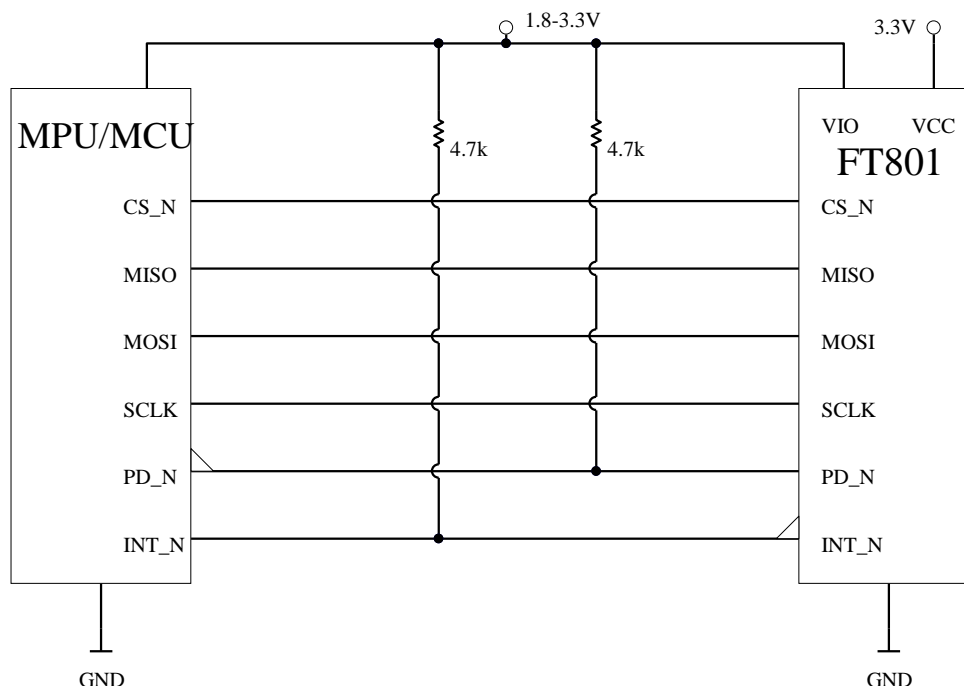 1.8-3.3V
3.3V
MPU/MCU
VIO VCC
4.7k
4.7k
FT801
CS_N
CS_N
MISO
MISO
MOSI
MOSI
SCLK
SCLK
PD_N
PD_N
INT_N
INT_N
GND
GND